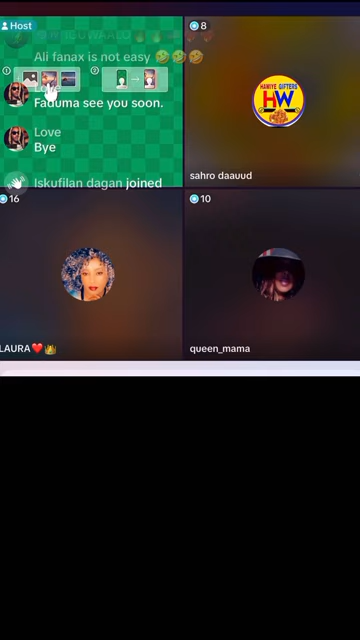 Host
Ali fanax is not easy 🤣🤣🤣
Love
Faduma see you soon.
Love
Bye
Iskufilan dagan joined
8
HAWIYE GIFTERS
HW
sahro daauud
16
LAURA❤️👑
10
queen_mama